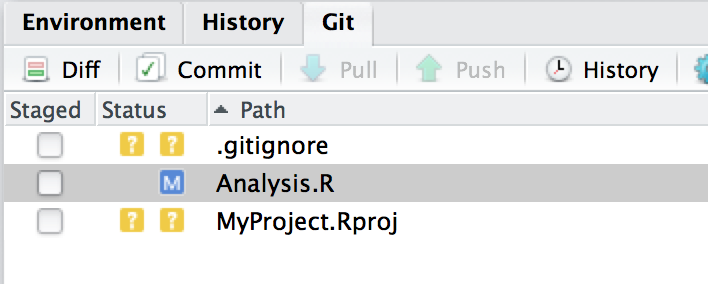 Environment History Git
Diff Commit Pull Push History
Staged Status Path
? ? .gitignore
M Analysis.R
? ? MyProject.Rproj